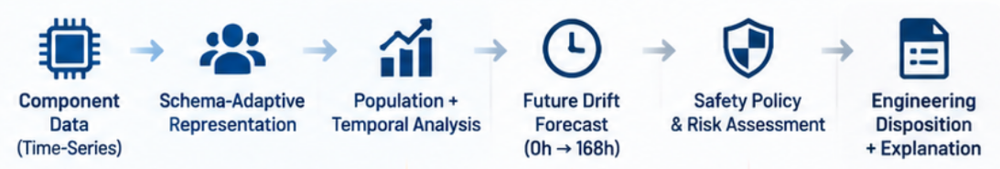 Component
Data
(Time-Series)
Schema-Adaptive
Representation
Population +
Temporal Analysis
Future Drift
Forecast
(0h → 168h)
Safety Policy
& Risk Assessment
Engineering
Disposition
+ Explanation